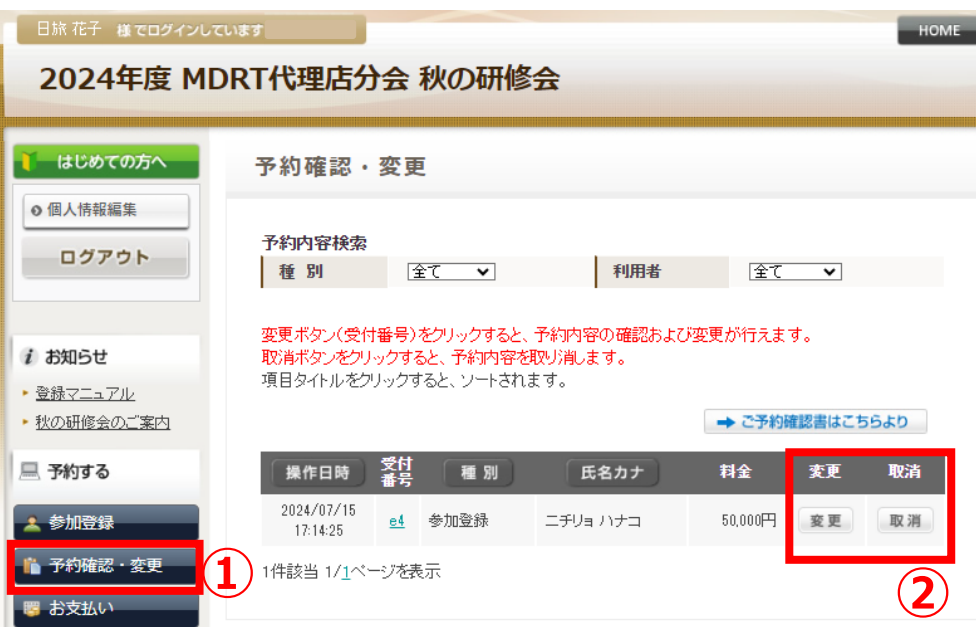 日旅 花子 様 でログインしています
HOME
2024年度 MDRT代理店分会 秋の研修会
はじめての方へ
個人情報編集
ログアウト
お知らせ
登録マニュアル
秋の研修会のご案内
予約する
参加登録
予約確認・変更
①
お支払い
予約確認・変更
予約内容検索
種 別 全て 利用者 全て
変更ボタン(受付番号)をクリックすると、予約内容の確認および変更が行えます。
取消ボタンをクリックすると、予約内容を取り消します。
項目タイトルをクリックすると、ソートされます。
ご予約確認書はこちらより
操作日時 受付番号 種 別 氏名カナ 料金 変更 取消
2024/07/15 17:14:25 e4 参加登録 ニチリョ ハナコ 50,000円 変更 取消
1件該当 1/1ページを表示
②